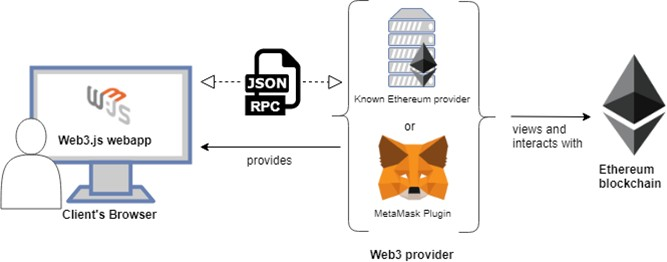 W3JS
Web3.js webapp
Client's Browser
JSON
RPC
provides
Known Ethereum provider
or
MetaMask Plugin
Web3 provider
views and
interacts with
Ethereum
blockchain